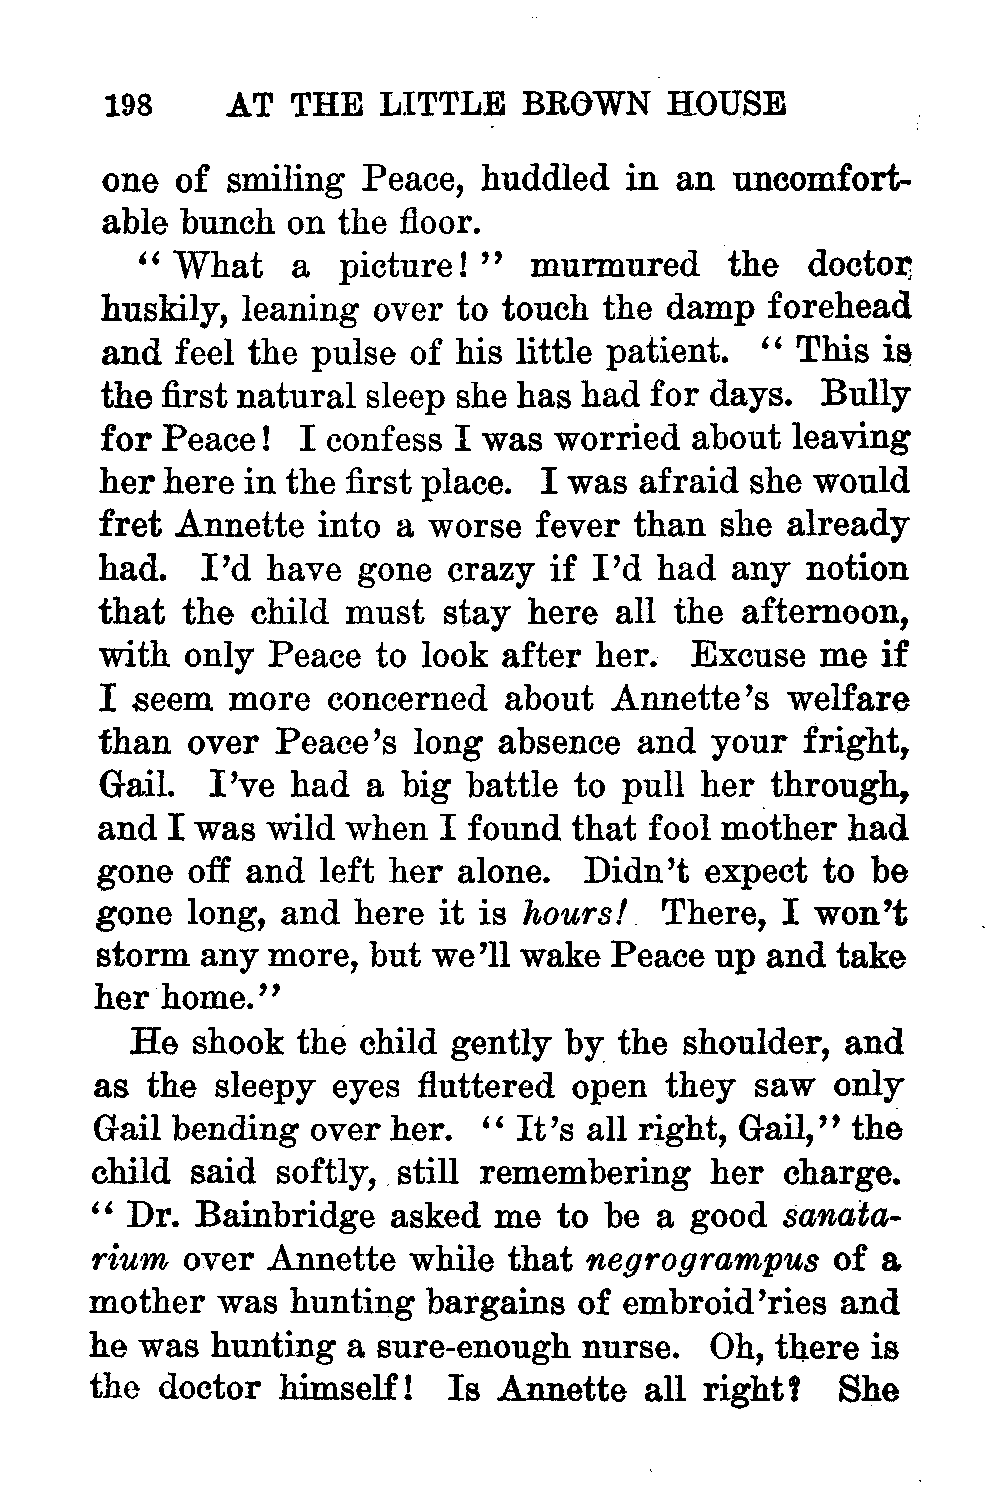 198 AT THE LITTLE BROWN HOUSE
one of smiling Peace, huddled in an uncomfort-
able bunch on the floor.
“ What a picture! ” murmured the doctor
huskily, leaning over to touch the damp forehead
and feel the pulse of his little patient. “ This is
the first natural sleep she has had for days. Bully
for Peace! I confess I was worried about leaving
her here in the first place. I was afraid she would
fret Annette into a worse fever than she already
had. I’d have gone crazy if I’d had any notion
that the child must stay here all the afternoon,
with only Peace to look after her. Excuse me if
I seem more concerned about Annette’s welfare
than over Peace’s long absence and your fright,
Gail. I’ve had a big battle to pull her through,
and I was wild when I found that fool mother had
gone off and left her alone. Didn’t expect to be
gone long, and here it is hours! There, I won’t
storm any more, but we’ll wake Peace up and take
her home.”
He shook the child gently by the shoulder, and
as the sleepy eyes fluttered open they saw only
Gail bending over her. “ It’s all right, Gail,” the
child said softly, still remembering her charge.
“ Dr. Bainbridge asked me to be a good sanata-
rium over Annette while that negrogrampus of a
mother was hunting bargains of embroid’ries and
he was hunting a sure-enough nurse. Oh, there is
the doctor himself! Is Annette all right? She